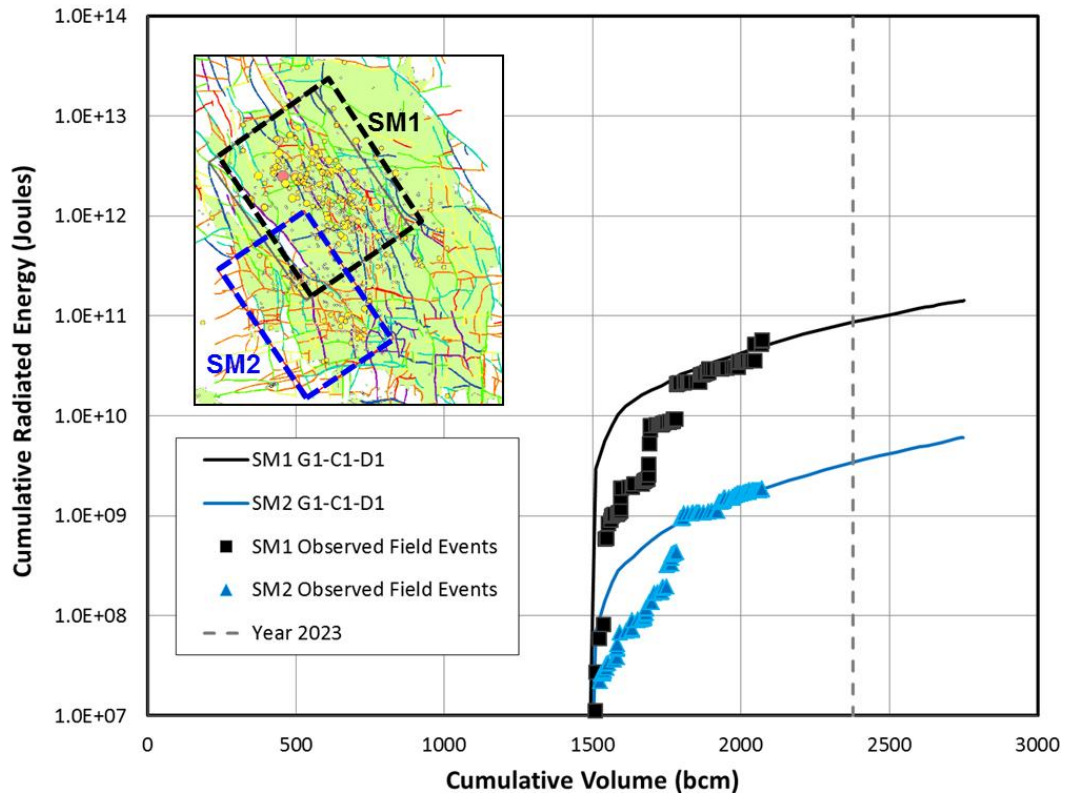 1.0E+14
1.0E+13
1.0E+12
1.0E+11
1.0E+10
1.0E+09
1.0E+08
1.0E+07
Cumulative Radiated Energy (Joules)
SM1
SM2
SM1 G1-C1-D1
SM2 G1-C1-D1
SM1 Observed Field Events
SM2 Observed Field Events
Year 2023
0 500 1000 1500 2000 2500 3000
Cumulative Volume (bcm)